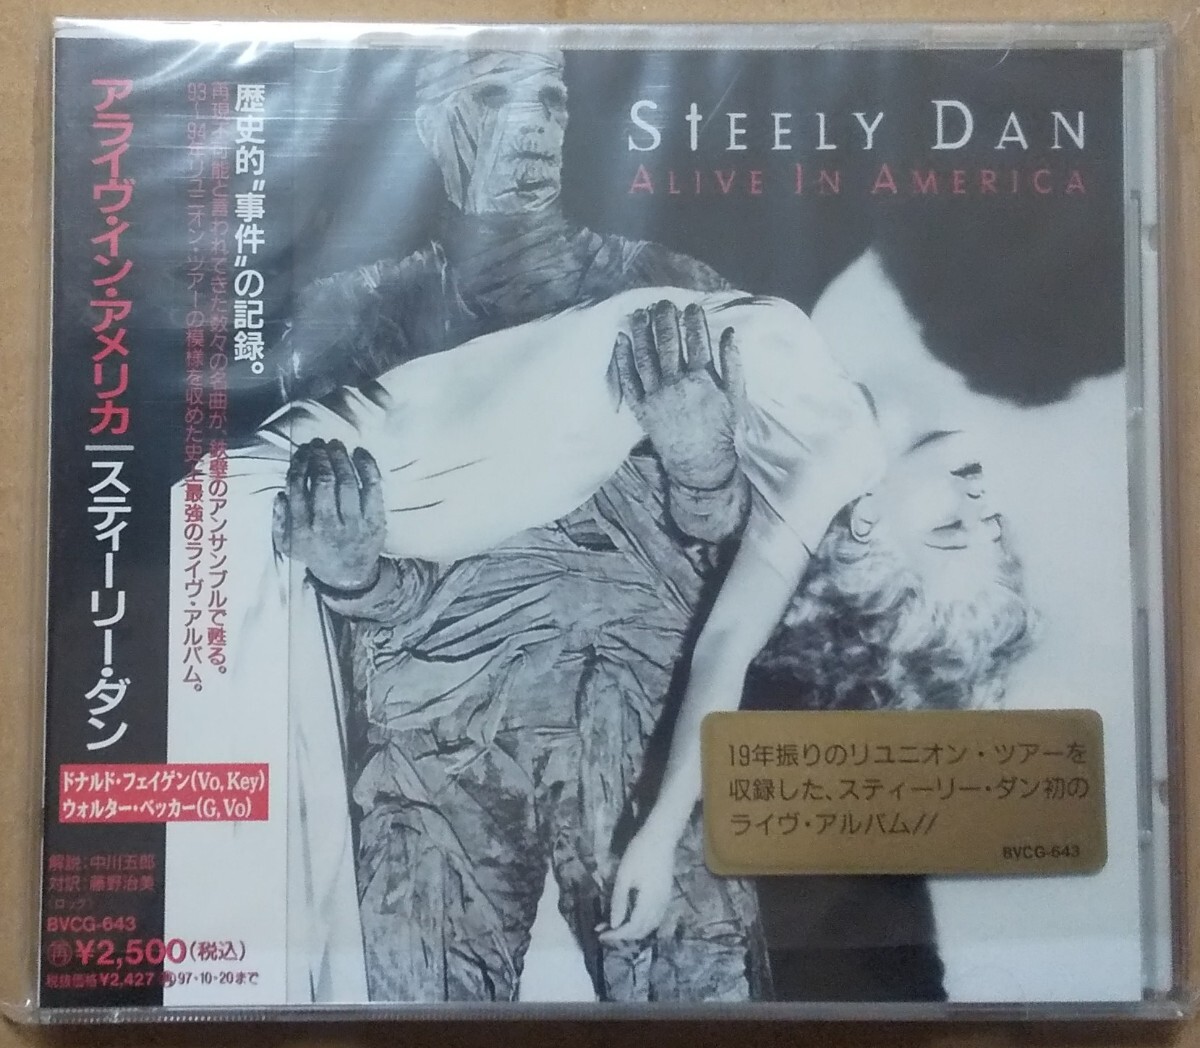 STEELY DAN
ALIVE IN AMERICA
歴史的“事件”の記録。
再現不可能と言われてきた数々の名曲が、鉄壁のアンサンブルで甦る。
93〜94年リユニオン・ツアーの模様を収めた史上最強のライヴ・アルバム。
アライヴ・イン・アメリカ|スティーリー・ダン
ドナルド・フェイゲン(Vo, Key)
ウォルター・ベッカー(G, Vo)
解説:中川五郎
対訳:藤野治美
〈ロック〉
BVCG-643
再 ¥2,500(税込)
税抜価格¥2,427 再97・10・20まで
19年振りのリユニオン・ツアーを
収録した、スティーリー・ダン初の
ライヴ・アルバム//
BVCG-643